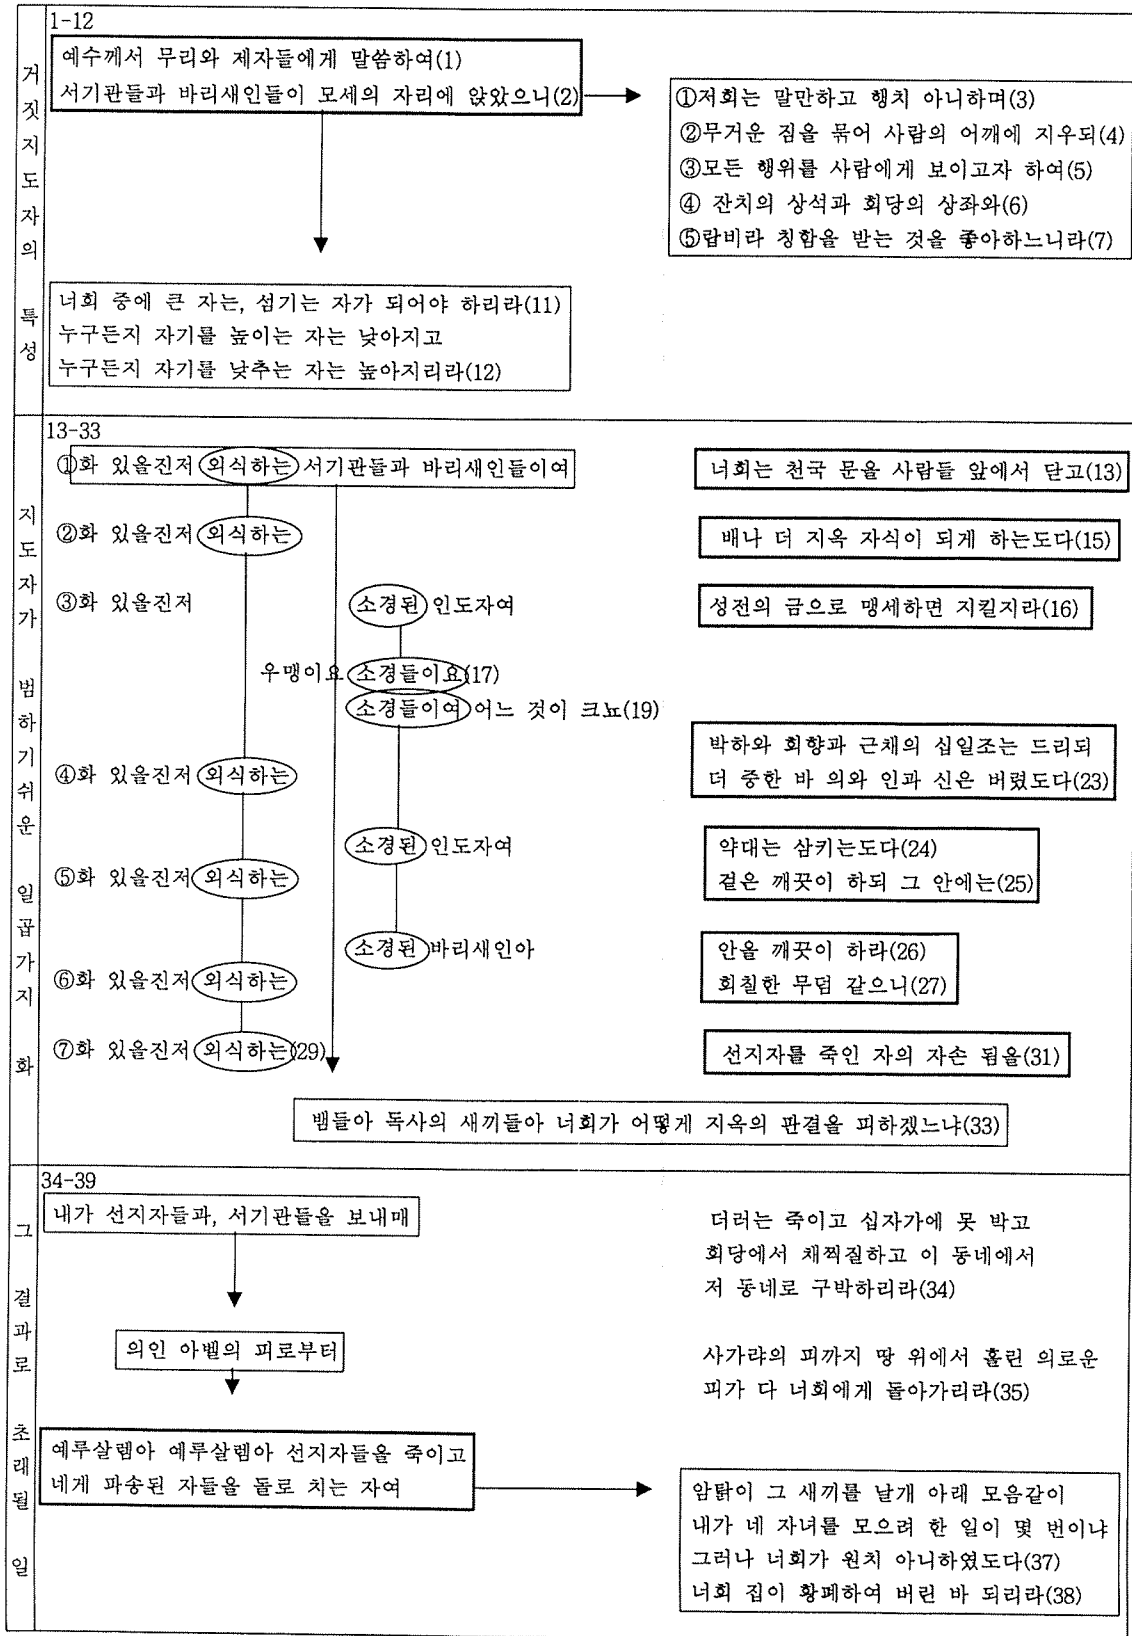 거짓지도자의 특성
1-12
예수께서 무리와 제자들에게 말씀하여(1)
서기관들과 바리새인들이 모세의 자리에 앉았으니(2)
①저희는 말만하고 행치 아니하며(3)
②무거운 짐을 묶어 사람의 어깨에 지우되(4)
③모든 행위를 사람에게 보이고자 하여(5)
④ 잔치의 상석과 회당의 상좌와(6)
⑤랍비라 칭함을 받는 것을 좋아하느니라(7)
너희 중에 큰 자는, 섬기는 자가 되어야 하리라(11)
누구든지 자기를 높이는 자는 낮아지고
누구든지 자기를 낮추는 자는 높아지리라(12)
지도자가 범하기쉬운 일곱가지 화
13-33
①화 있을진저 외식하는 서기관들과 바리새인들이여
너희는 천국 문을 사람들 앞에서 닫고(13)
②화 있을진저 외식하는
배나 더 지옥 자식이 되게 하는도다(15)
③화 있을진저 소경된 인도자여
성전의 금으로 맹세하면 지킬지라(16)
우맹이요 소경들이요(17)
소경들이여 어느 것이 크뇨(19)
박하와 회향과 근채의 십일조는 드리되
더 중한 바 의와 인과 신은 버렸도다(23)
④화 있을진저 외식하는
소경된 인도자여
약대는 삼키는도다(24)
겉은 깨끗이 하되 그 안에는(25)
⑤화 있을진저 외식하는
소경된 바리새인아
안을 깨끗이 하라(26)
회칠한 무덤 같으니(27)
⑥화 있을진저 외식하는
⑦화 있을진저 외식하는(29)
선지자를 죽인 자의 자손 됨을(31)
뱀들아 독사의 새끼들아 너희가 어떻게 지옥의 판결을 피하겠느냐(33)
그 결과로 초래될 일
34-39
내가 선지자들과, 서기관들을 보내매
더러는 죽이고 십자가에 못 박고
회당에서 채찍질하고 이 동네에서
저 동네로 구박하리라(34)
의인 아벨의 피로부터
사가랴의 피까지 땅 위에서 흘린 의로운
피가 다 너희에게 돌아가리라(35)
예루살렘아 예루살렘아 선지자들을 죽이고
네게 파송된 자들을 돌로 치는 자여
암탉이 그 새끼를 날개 아래 모음같이
내가 네 자녀를 모으려 한 일이 몇 번이냐
그러나 너희가 원치 아니하였도다(37)
너희 집이 황폐하여 버린 바 되리라(38)